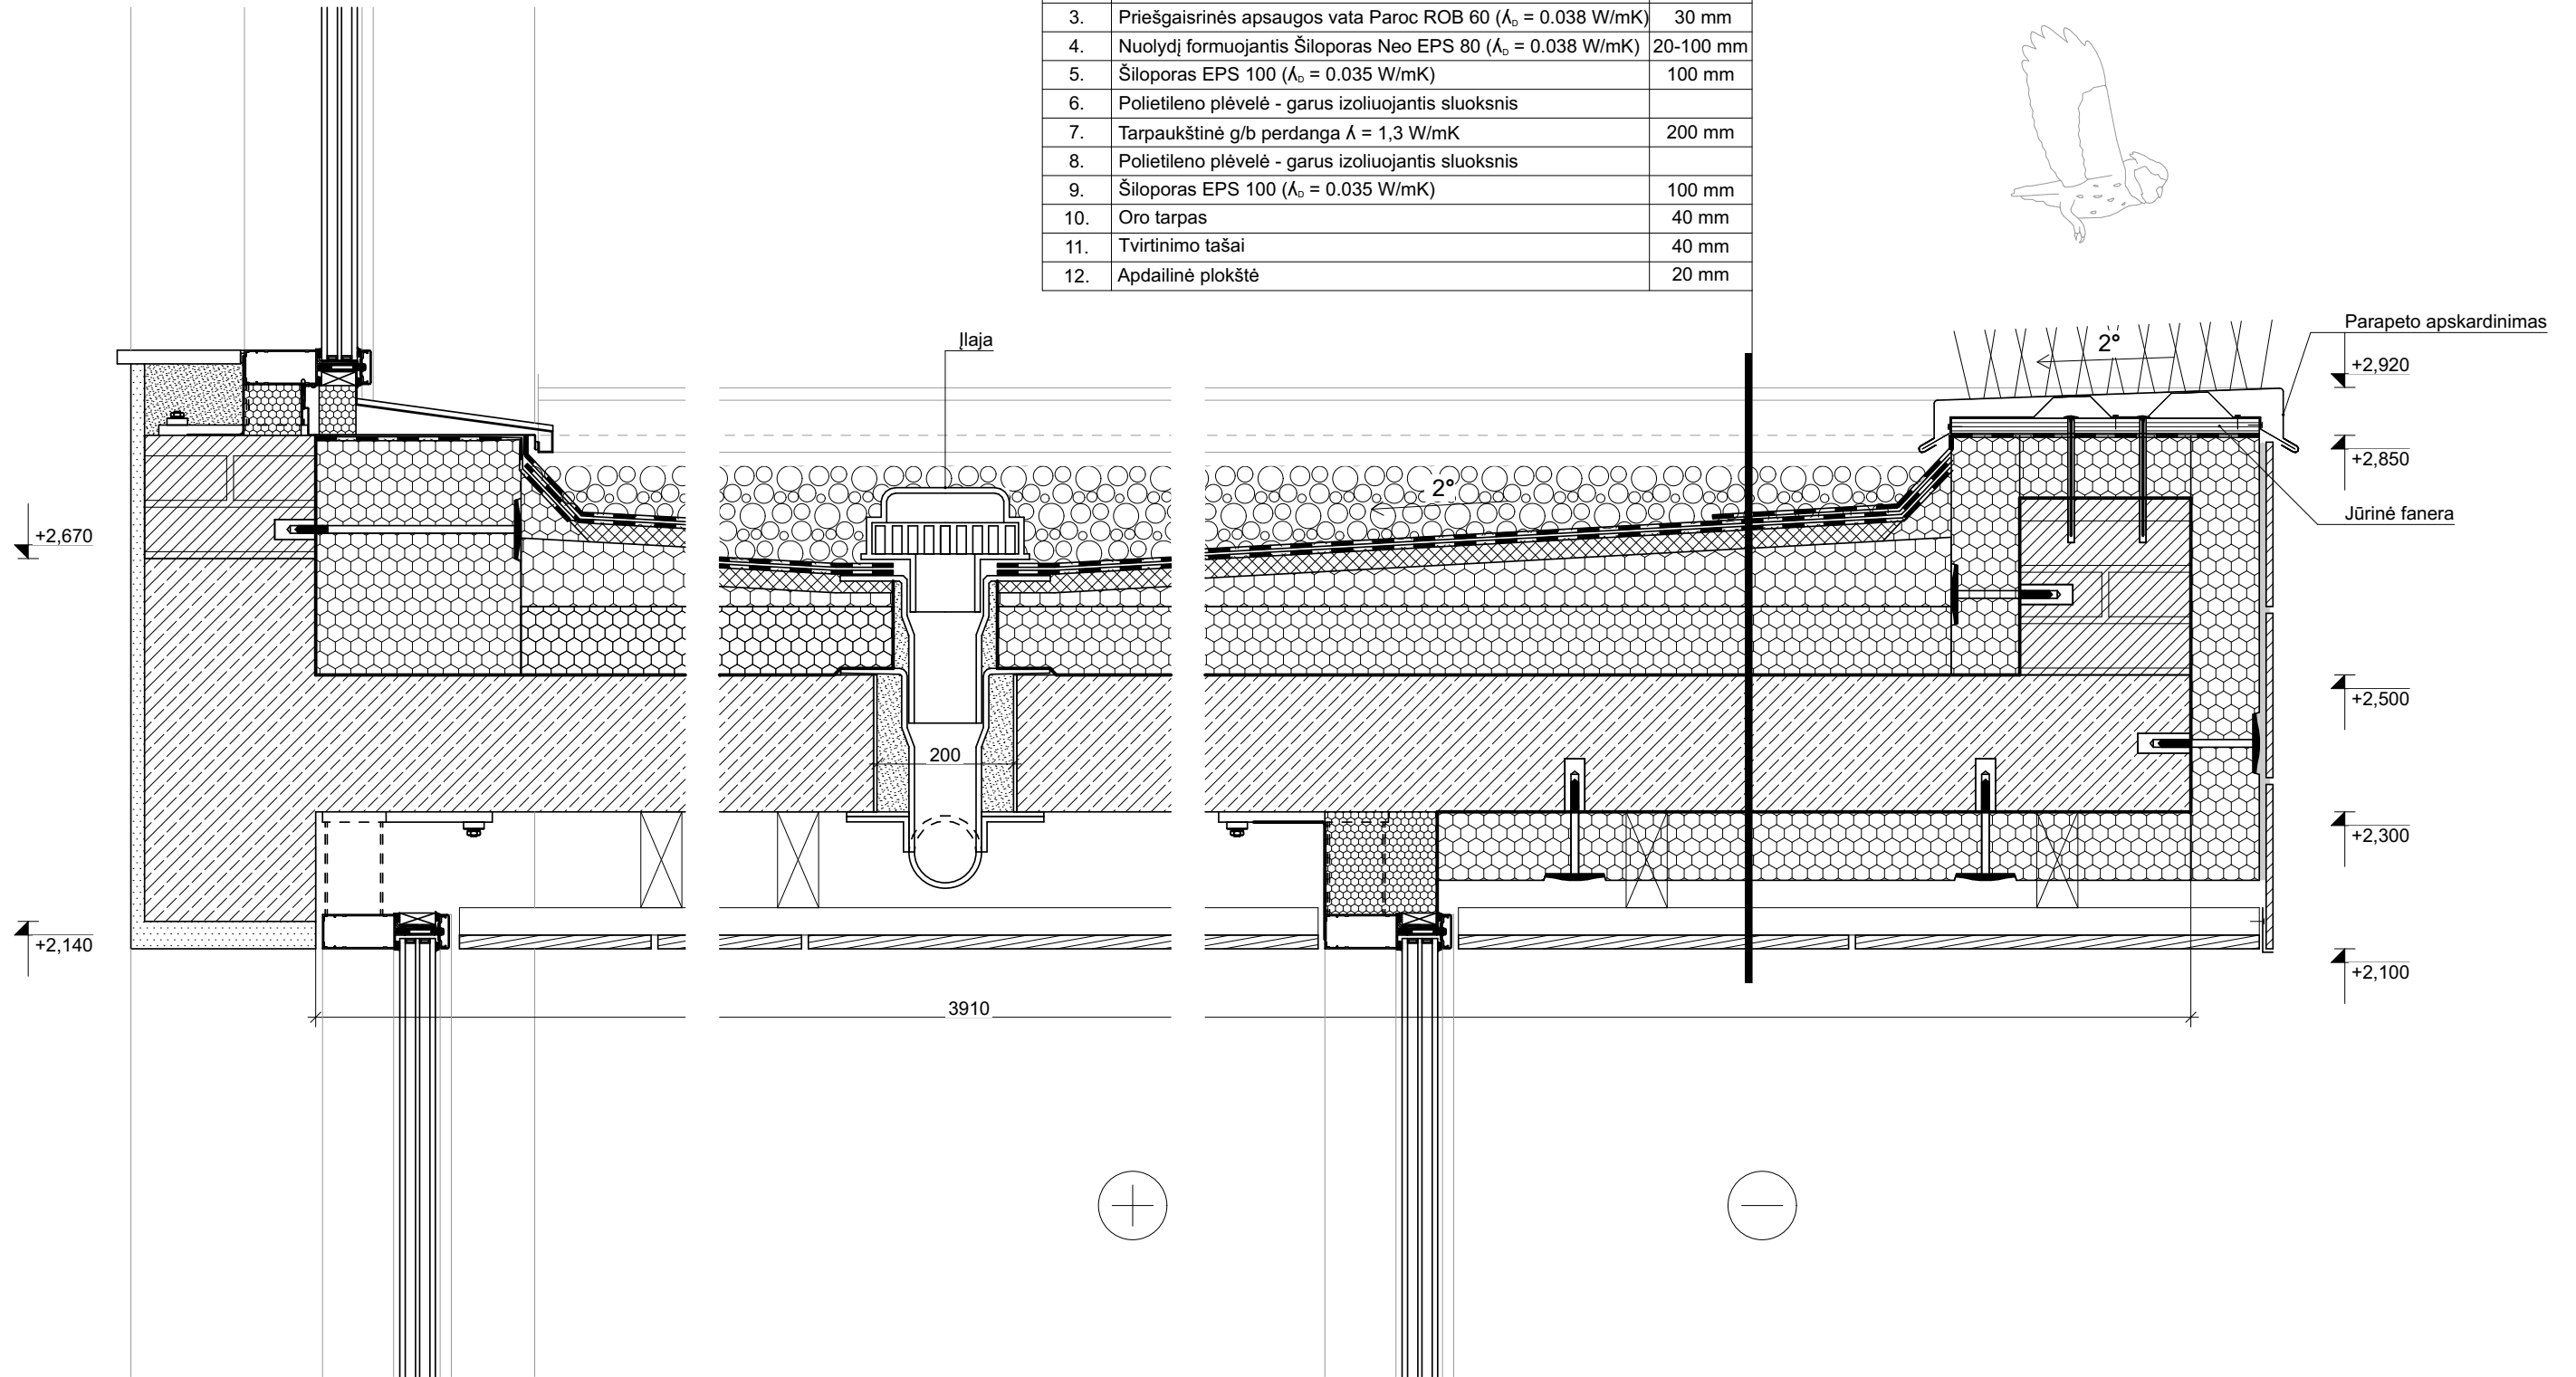 3. Priešgaisrinės apsaugos vata Paroc ROB 60 (ʎD = 0.038 W/mK) 30 mm
4. Nuolydį formuojantis Šiloporas Neo EPS 80 (ʎD = 0.038 W/mK) 20-100 mm
5. Šiloporas EPS 100 (ʎD = 0.035 W/mK) 100 mm
6. Polietileno plėvelė - garus izoliuojantis sluoksnis
7. Tarpaukštinė g/b perdanga ʎ = 1,3 W/mK 200 mm
8. Polietileno plėvelė - garus izoliuojantis sluoksnis
9. Šiloporas EPS 100 (ʎD = 0.035 W/mK) 100 mm
10. Oro tarpas 40 mm
11. Tvirtinimo tašai 40 mm
12. Apdailinė plokštė 20 mm
Įlaja
Parapeto apskardinimas
2°
+2,920
+2,850
2°
Jūrinė fanera
+2,670
+2,500
200
+2,300
+2,140
+2,100
3910